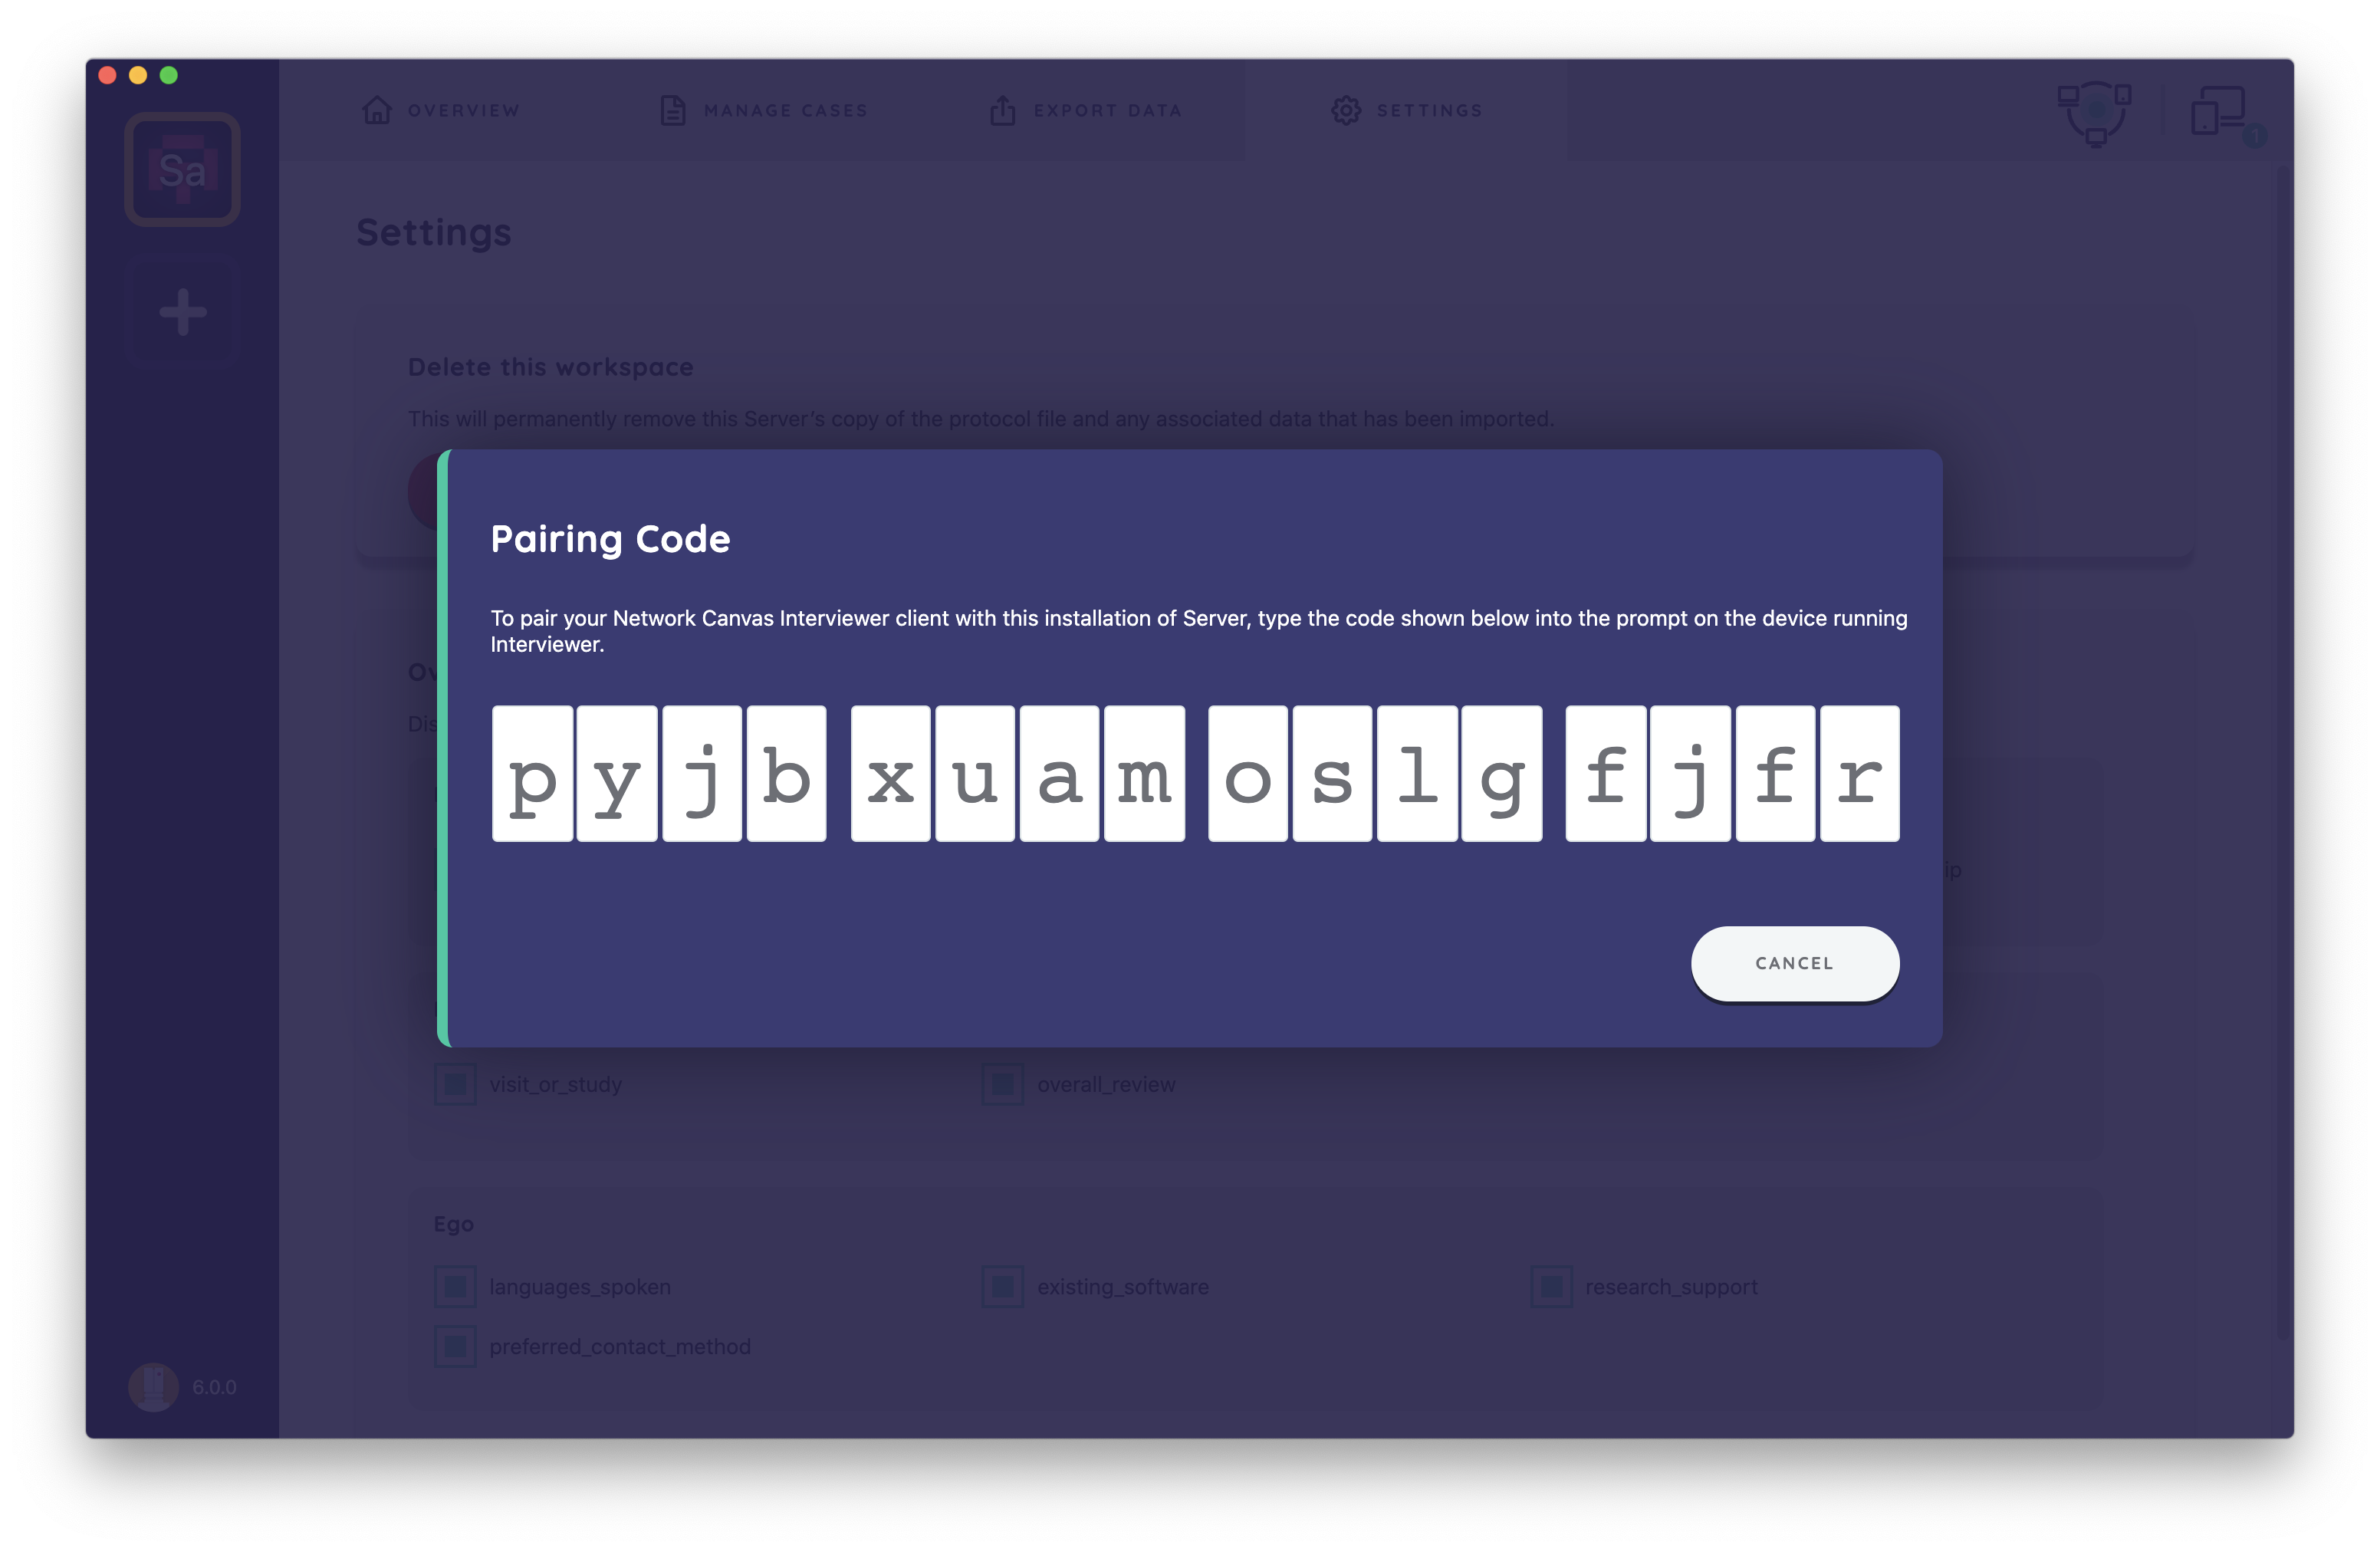 OVERVIEW MANAGE CASES EXPORT DATA SETTINGS 1
Sa
Settings
Delete this workspace
This will permanently remove this Server's copy of the protocol file and any associated data that has been imported.
Pairing Code
To pair your Network Canvas Interviewer client with this installation of Server, type the code shown below into the prompt on the device running
Interviewer.
p y j b x u a m o s l g f j f r
CANCEL
visit_or_study overall_review
Ego
languages_spoken existing_software research_support
preferred_contact_method
6.0.0